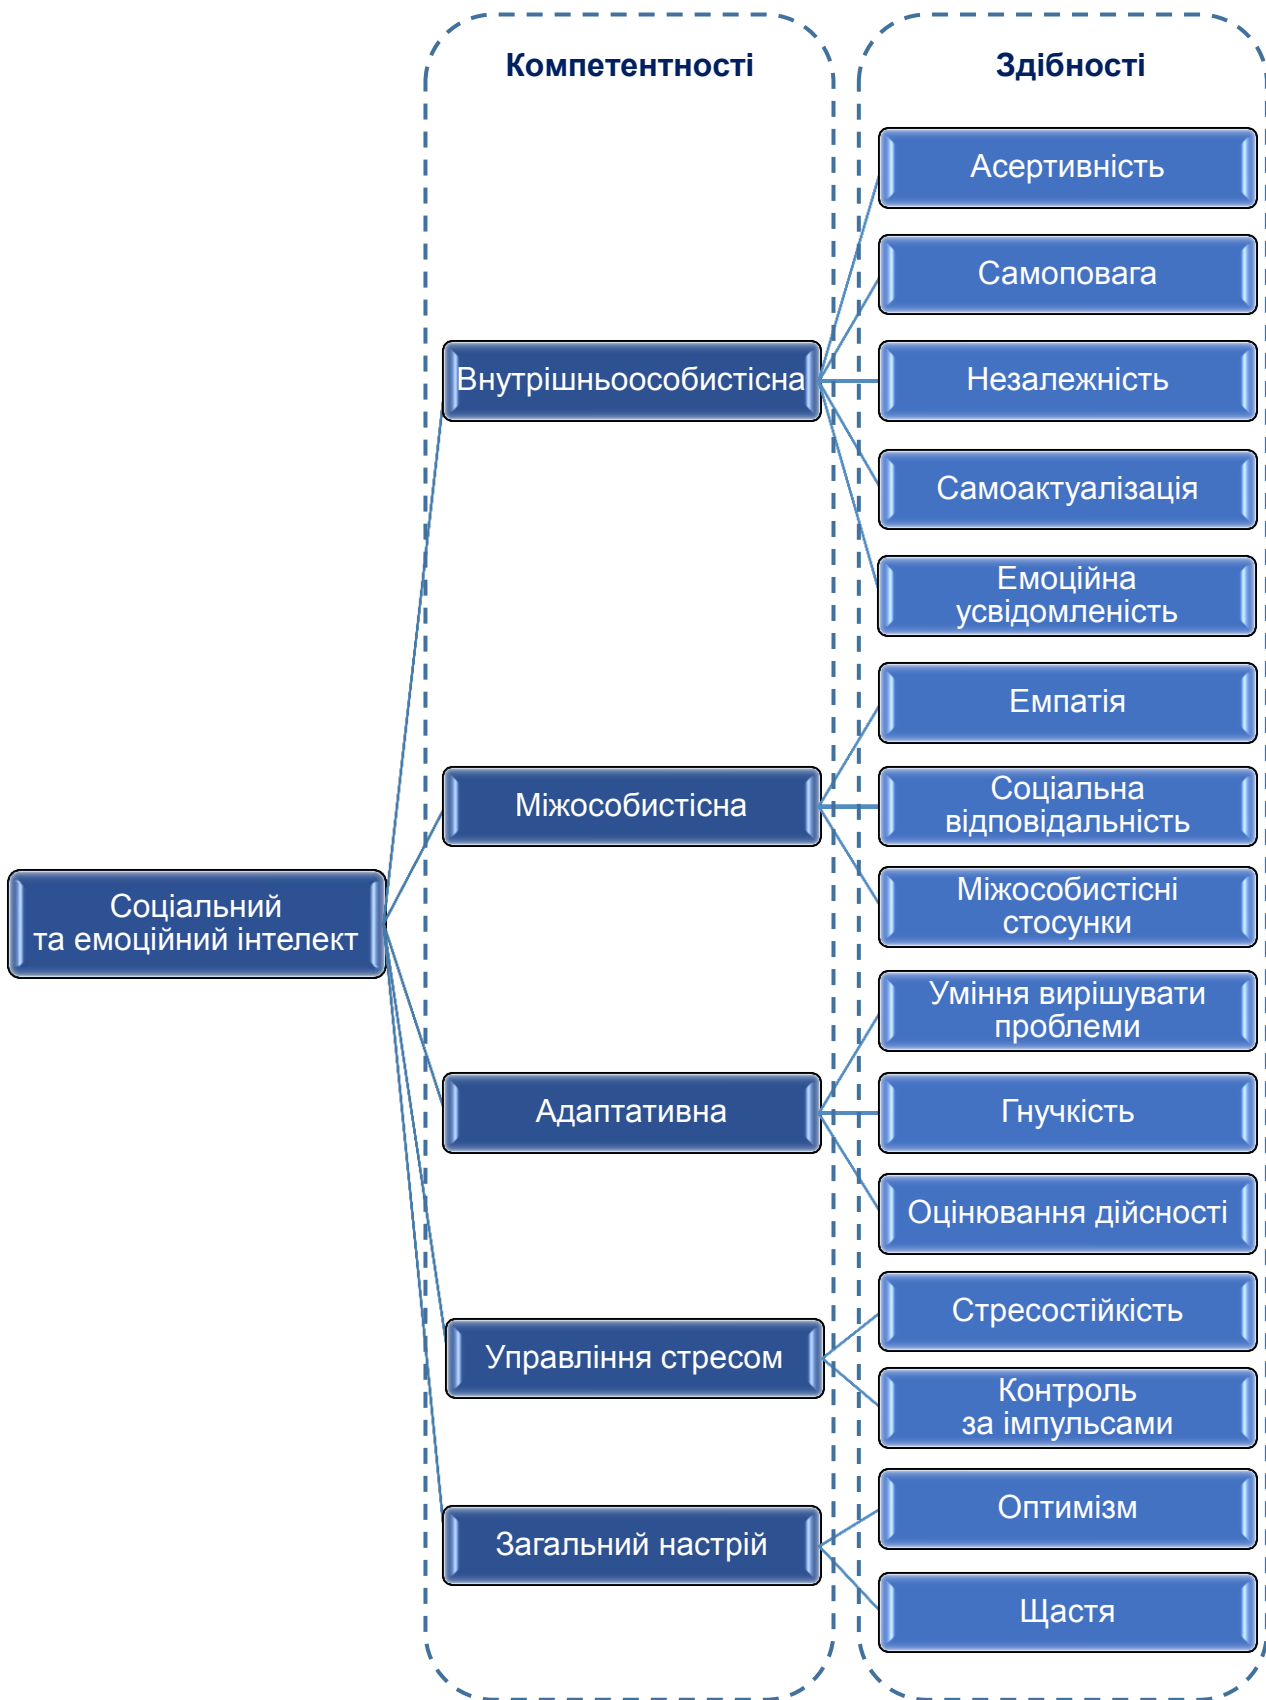 Компетентності
Здібності
Асертивність
Самоповага
Внутрішньоособистісна
Незалежність
Самоактуалізація
Емоційна
усвідомленість
Емпатія
Міжособистісна
Соціальна
відповідальність
Міжособистісні
стосунки
Соціальний
та емоційний інтелект
Уміння вирішувати
проблеми
Адаптативна
Гнучкість
Оцінювання дійсності
Стресостійкість
Управління стресом
Контроль
за імпульсами
Оптимізм
Загальний настрій
Щастя